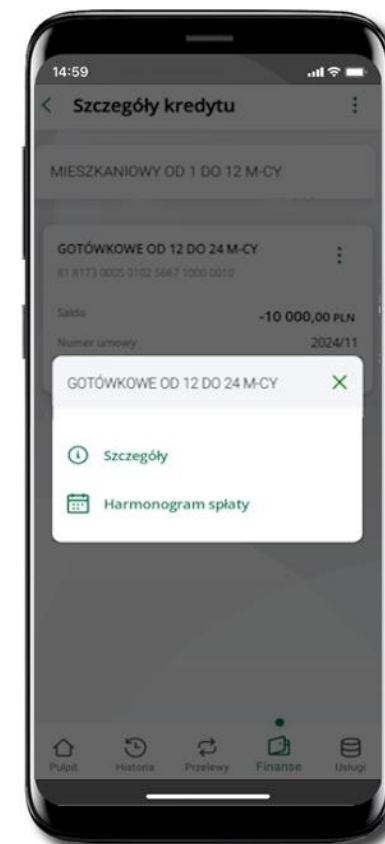 14:59
Szczegóły kredytu
MIESZKANIOWY OD 1 DO 12 M-CY
GOTÓWKOWE OD 12 DO 24 M-CY
81 8173 0005 0102 5667 1000 0010
Saldo -10 000,00 PLN
Numer umowy 2024/11
GOTÓWKOWE OD 12 DO 24 M-CY
Szczegóły
Harmonogram spłaty
Pulpit Historia Przelewy Finanse Usługi